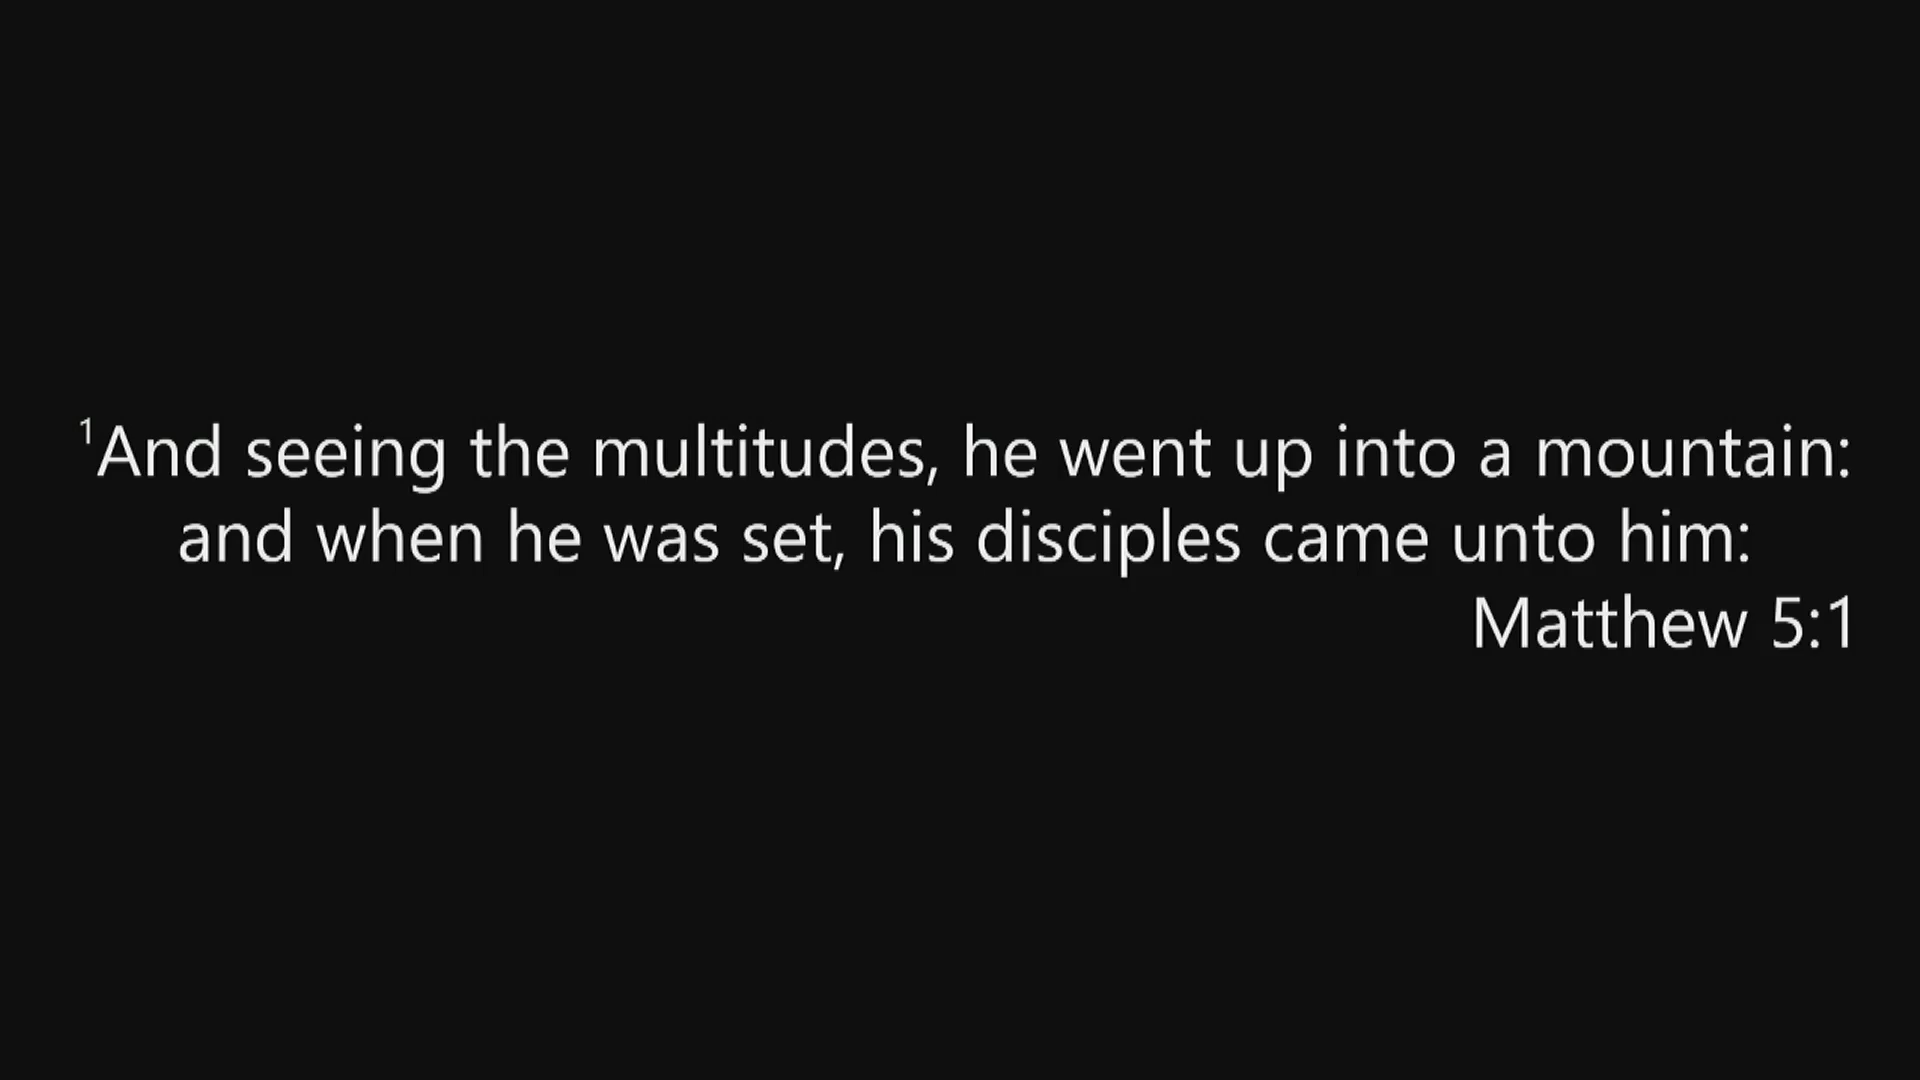 ¹And seeing the multitudes, he went up into a mountain:
and when he was set, his disciples came unto him:
Matthew 5:1